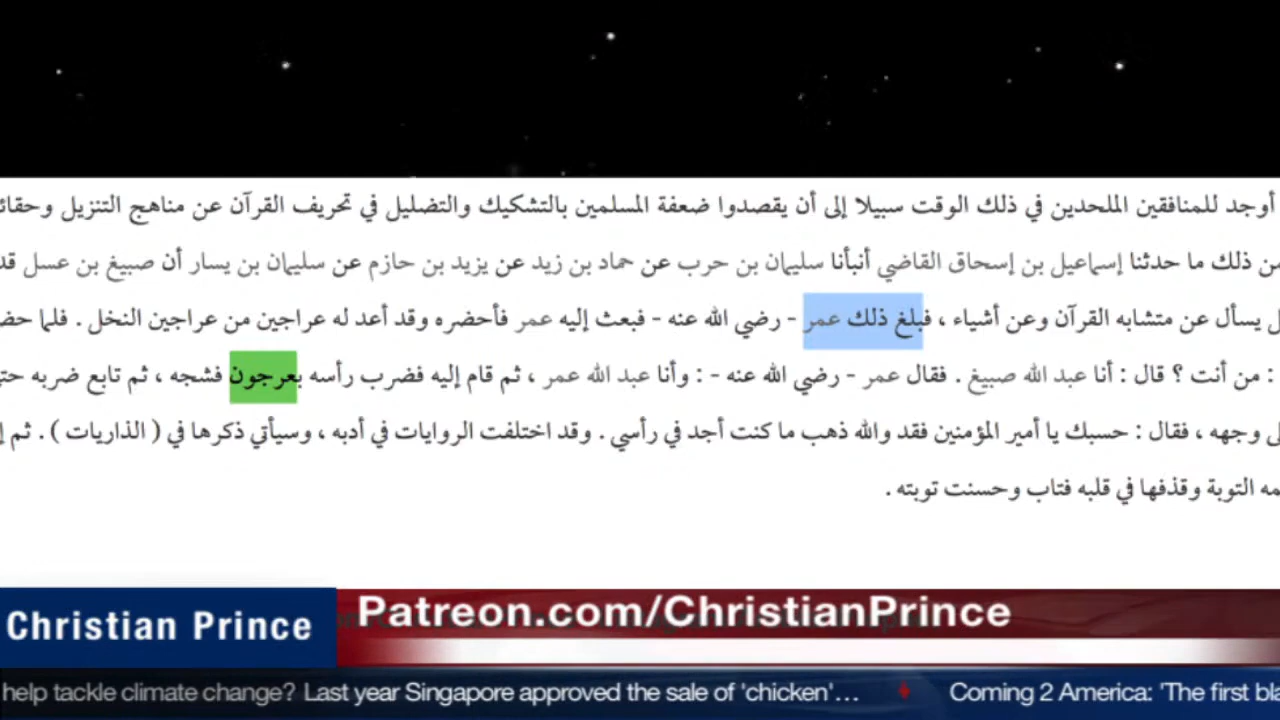 أوجد للمنافقين الملحدين في ذلك الوقت سبيلا إلى أن يقصدوا ضعفة المسلمين بالتشكيك والتضليل في تحريف القرآن عن مناهج التنزيل وحقائ
من ذلك ما حدثنا إسماعيل بن إسحاق القاضي أنبأنا سليمان بن حرب عن حماد بن زيد عن يزيد بن حازم عن سليمان بن يسار أن صبيغ بن عسل قد
ل يسأل عن متشابه القرآن وعن أشياء ، فبلغ ذلك عمر - رضي الله عنه - فبعث إليه عمر فأحضره وقد أعد له عراجين من عراجين النخل . فلما حض
: من أنت ؟ قال : أنا عبد الله صبيغ . فقال عمر - رضي الله عنه - : وأنا عبد الله عمر ، ثم قام إليه فضرب رأسه بعرجون فشجه ، ثم تابع ضربه حتى
لى وجهه ، فقال : حسبك يا أمير المؤمنين فقد والله ذهب ما كنت أجد في رأسي . وقد اختلفت الروايات في أدبه ، وسيأتي ذكرها في ( الذاريات ) . ثم إ
مه التوبة وقذفها في قلبه فتاب وحسنت توبته .
Christian Prince
Patreon.com/ChristianPrince
help tackle climate change? Last year Singapore approved the sale of 'chicken'... Coming 2 America: 'The first bla